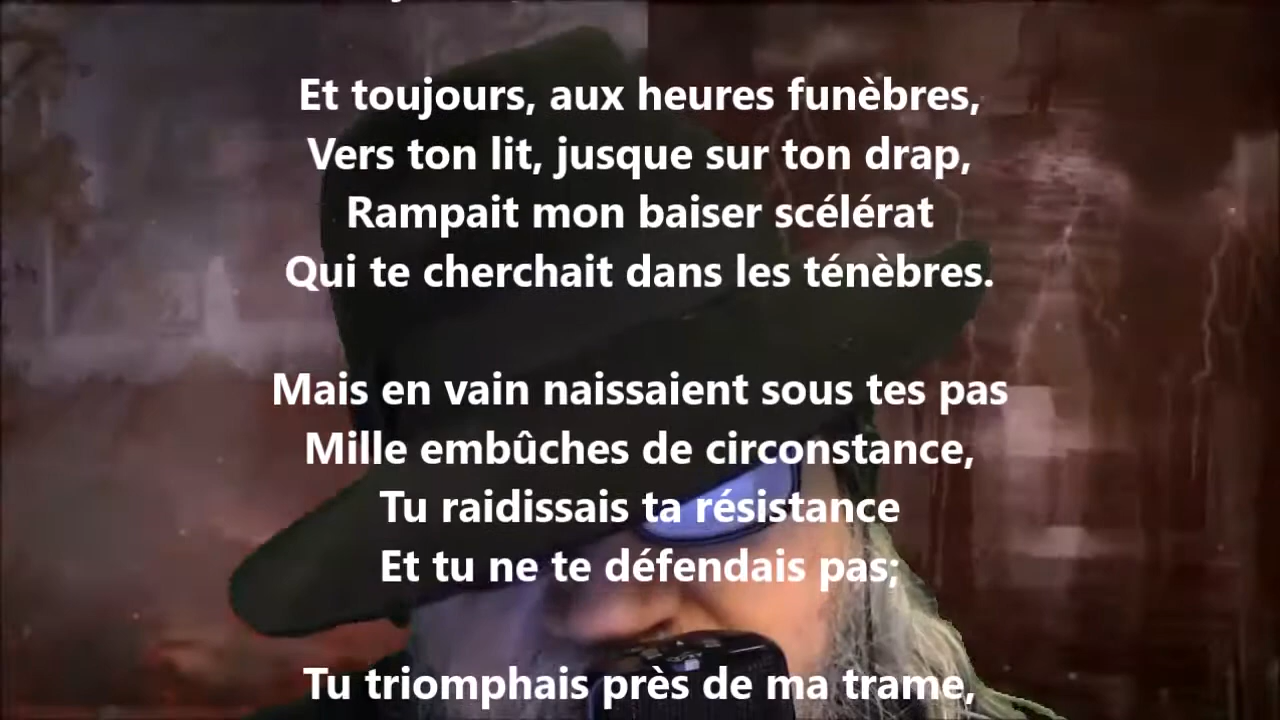 Et toujours, aux heures funèbres,
Vers ton lit, jusque sur ton drap,
Rampait mon baiser scélérat
Qui te cherchait dans les ténèbres.
Mais en vain naissaient sous tes pas
Mille embûches de circonstance,
Tu raidissais ta résistance
Et tu ne te défendais pas;
Tu triomphais près de ma trame,